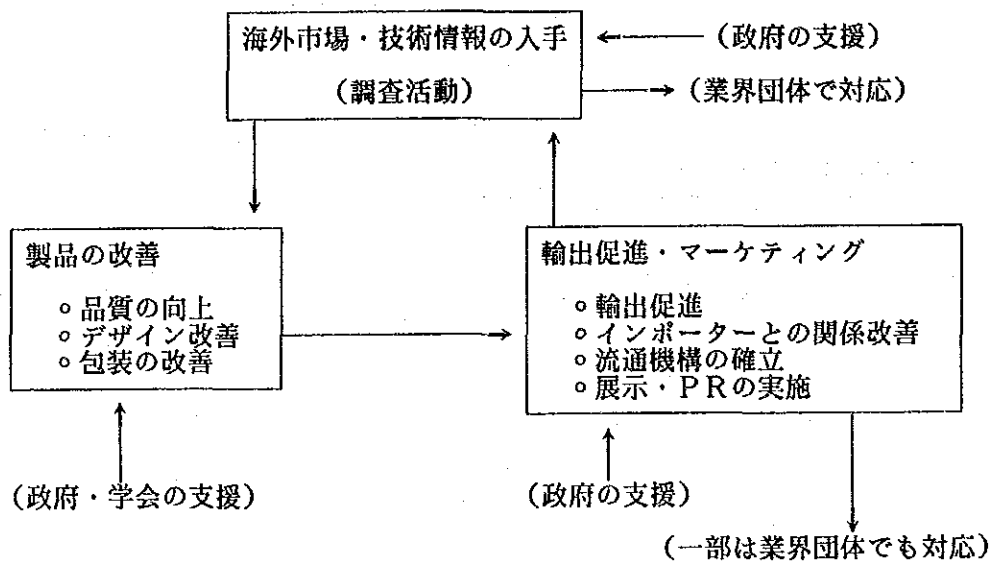 海外市場・技術情報の入手
(調査活動)
(政府の支援)
(業界団体で対応)
製品の改善
○品質の向上
○デザイン改善
○包装の改善
輸出促進・マーケティング
○輸出促進
○インポーターとの関係改善
○流通機構の確立
○展示・PRの実施
(政府・学会の支援)
(政府の支援)
(一部は業界団体でも対応)